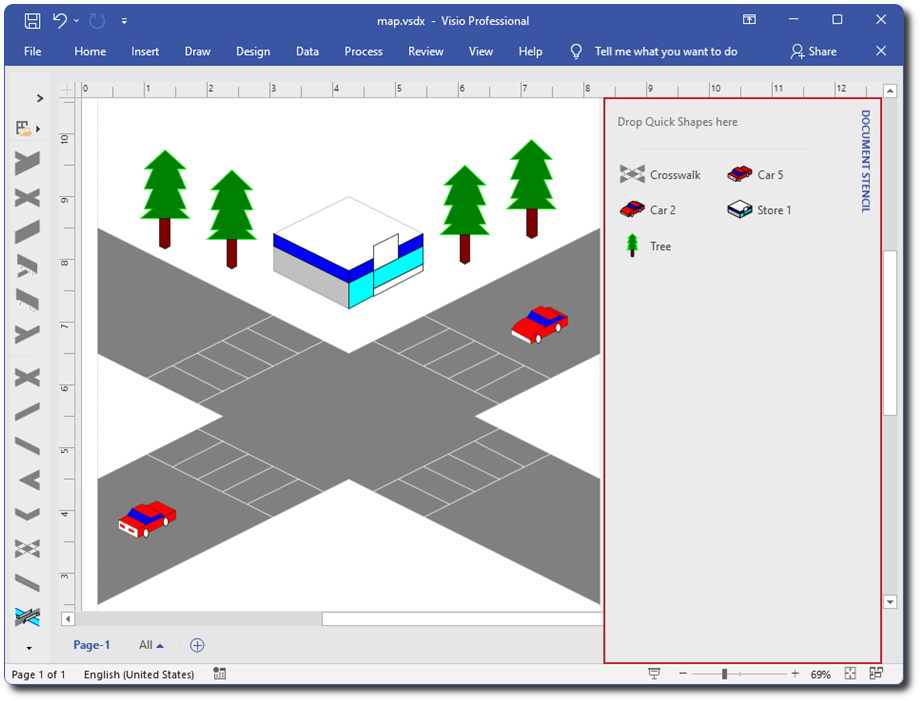 map.vsdx - Visio Professional
File Home Insert Draw Design Data Process Review View Help Tell me what you want to do Share
0 1 2 3 4 5 6 7 8 9 10 11 12
10
9
8
7
6
5
4
3
Drop Quick Shapes here
DOCUMENT STENCIL
Crosswalk Car 5
Car 2 Store 1
Tree
Page-1 All
Page 1 of 1 English (United States) 69%